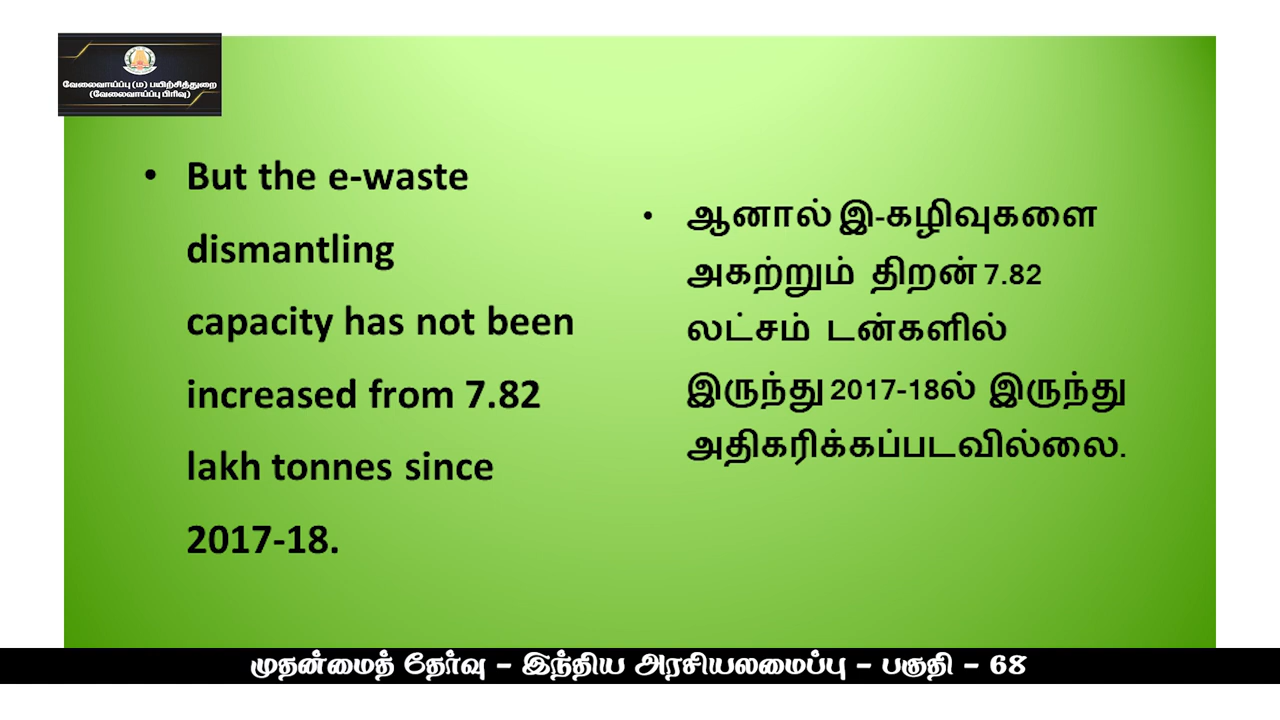 வேலைவாய்ப்பு (ம) பயிற்சித்துறை
(வேலைவாய்ப்பு பிரிவு)
• But the e-waste
dismantling
capacity has not been
increased from 7.82
lakh tonnes since
2017-18.
• ஆனால் இ-கழிவுகளை
அகற்றும் திறன் 7.82
லட்சம் டன்களில்
இருந்து 2017-18ல் இருந்து
அதிகரிக்கப்படவில்லை.
முதன்மைத் தேர்வு – இந்திய அரசியலமைப்பு – பகுதி – 68